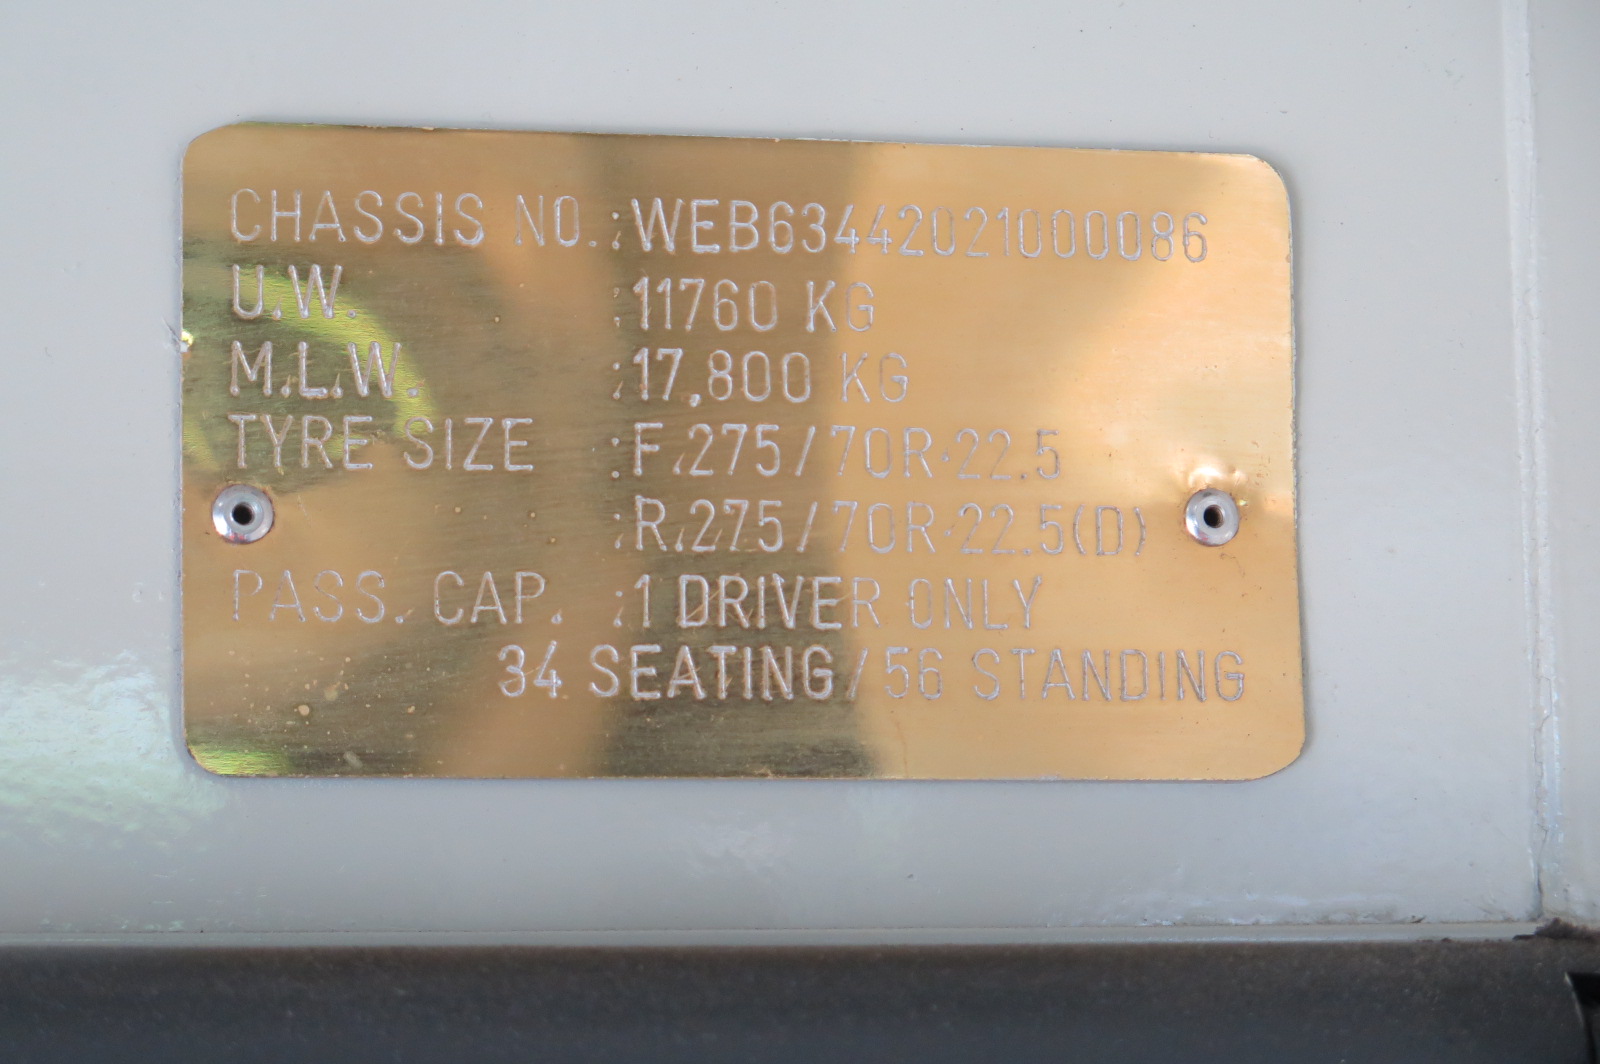 CHASSIS NO. :WEB63442021000086
U.W. :11760 KG
M.L.W. :17,800 KG
TYRE SIZE :F.275/70R.22.5
:R.275/70R.22.5(D)
PASS. CAP. :1 DRIVER ONLY
34 SEATING/56 STANDING